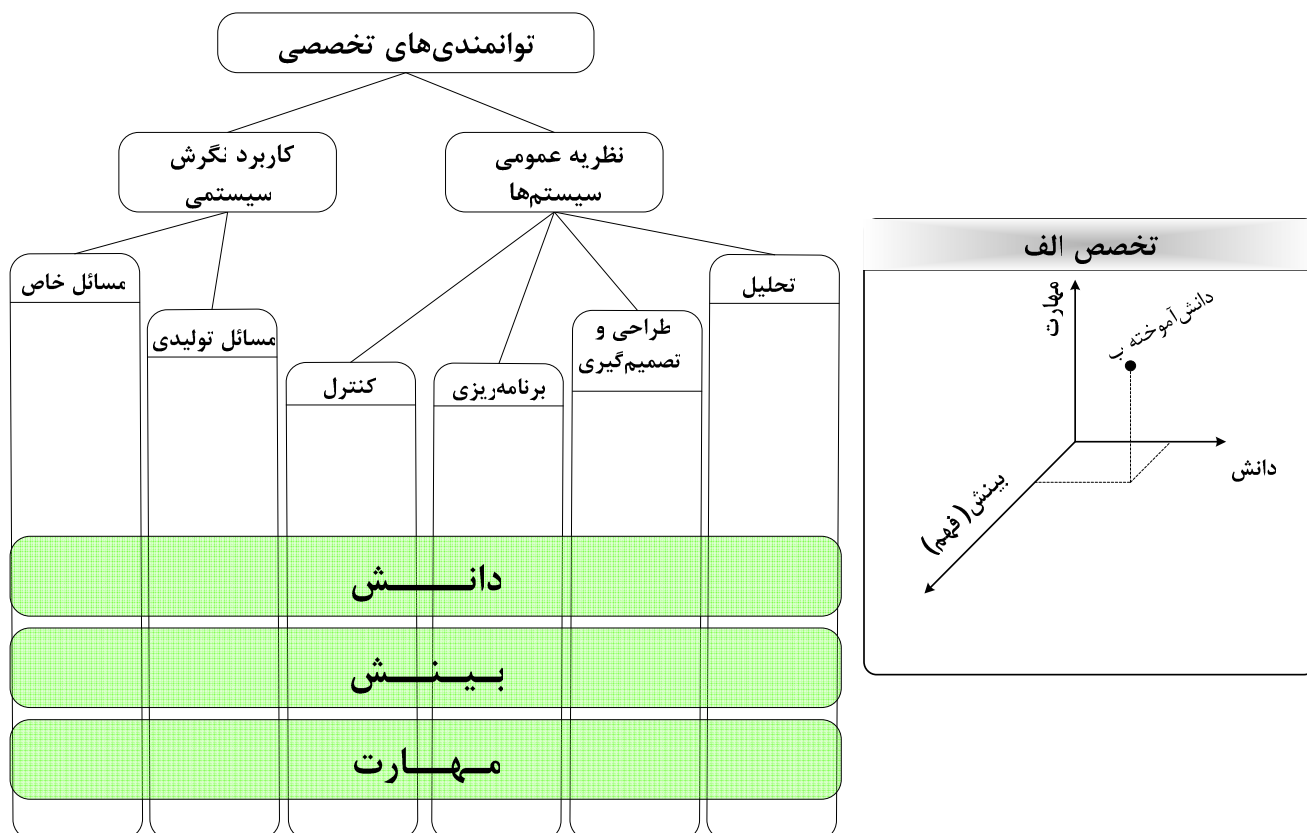 توانمندی‌های تخصصی
نظریه عمومی
سیستم‌ها
کاربرد نگرش
سیستمی
تحلیل
طراحی و
تصمیم‌گیری
برنامه‌ریزی
کنترل
مسائل تولیدی
مسائل خاص
دانـــــــش
بـیـنـــش
مـهـــارت
تخصص الف
مهارت
دانش‌آموخته ب
دانش
بینش(فهم)